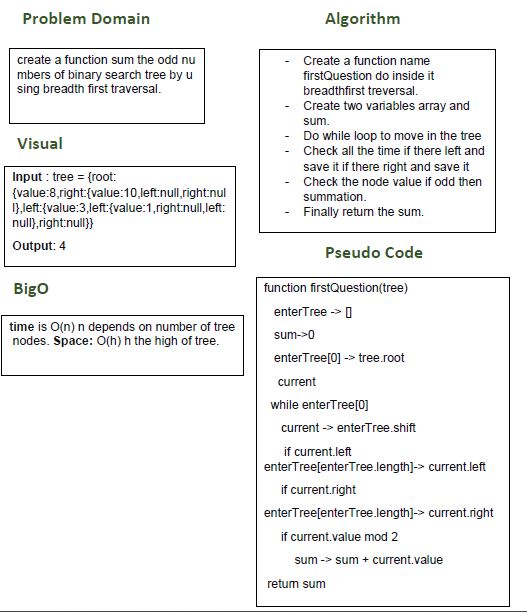 Problem Domain
create a function sum the odd nu
mbers of binary search tree by u
sing breadth first traversal.
Visual
Input : tree = {root:
{value:8,right:{value:10,left:null,right:nul
l},left:{value:3,left:{value:1,right:null,left:
null},right:null}}
Output: 4
BigO
time is O(n) n depends on number of tree
nodes. Space: O(h) h the high of tree.
Algorithm
- Create a function name
firstQuestion do inside it
breadthfirst treversal.
- Create two variables array and
sum.
- Do while loop to move in the tree
- Check all the time if there left and
save it if there right and save it
- Check the node value if odd then
summation.
- Finally return the sum.
Pseudo Code
function firstQuestion(tree)
enterTree -> []
sum->0
enterTree[0] -> tree.root
current
while enterTree[0]
current -> enterTree.shift
if current.left
enterTree[enterTree.length]-> current.left
if current.right
enterTree[enterTree.length]-> current.right
if current.value mod 2
sum -> sum + current.value
return sum